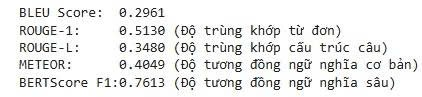 BLEU Score:  0.2961
ROUGE-1:     0.5130 (Độ trùng khớp từ đơn)
ROUGE-L:     0.3480 (Độ trùng khớp cấu trúc câu)
METEOR:      0.4049 (Độ tương đồng ngữ nghĩa cơ bản)
BERTScore F1:0.7613 (Độ tương đồng ngữ nghĩa sâu)